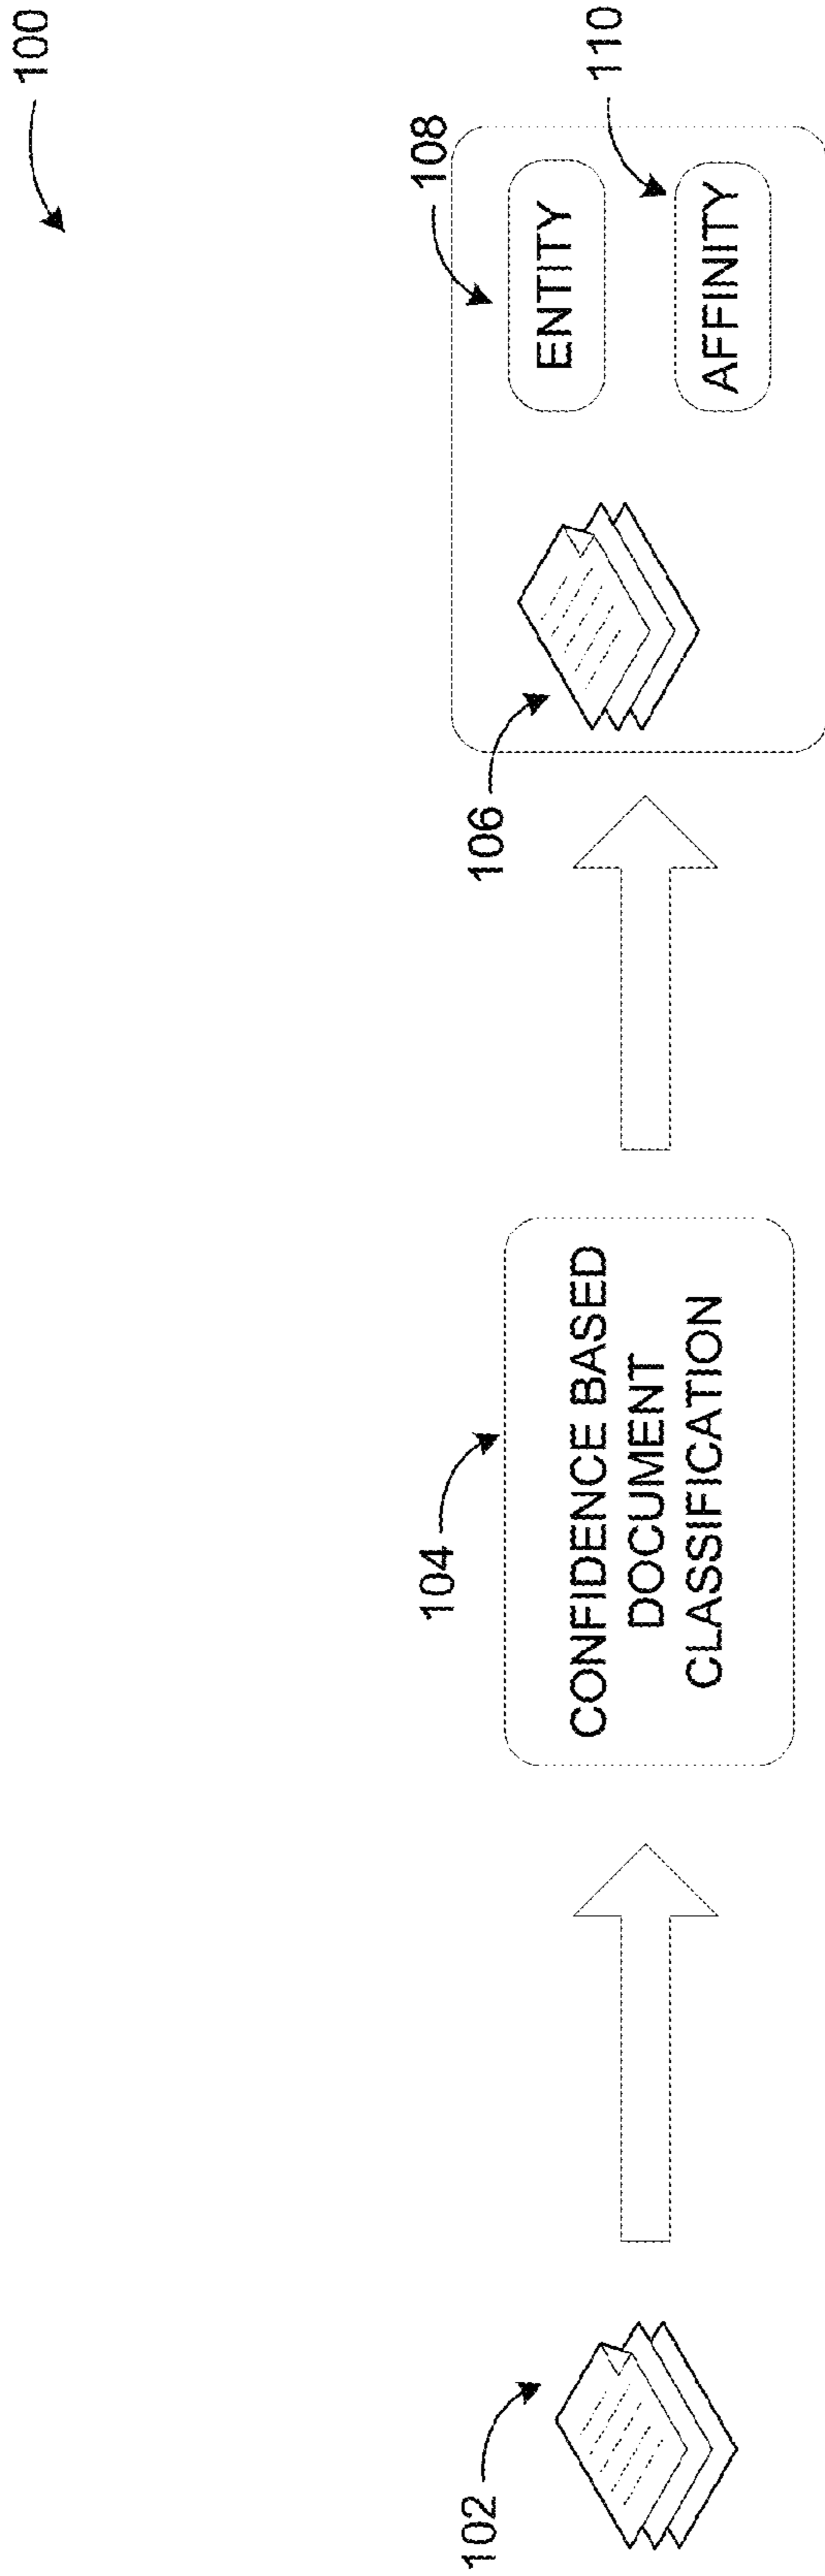 100
102
104
CONFIDENCE BASED
DOCUMENT
CLASSIFICATION
106
108
ENTITY
110
AFFINITY